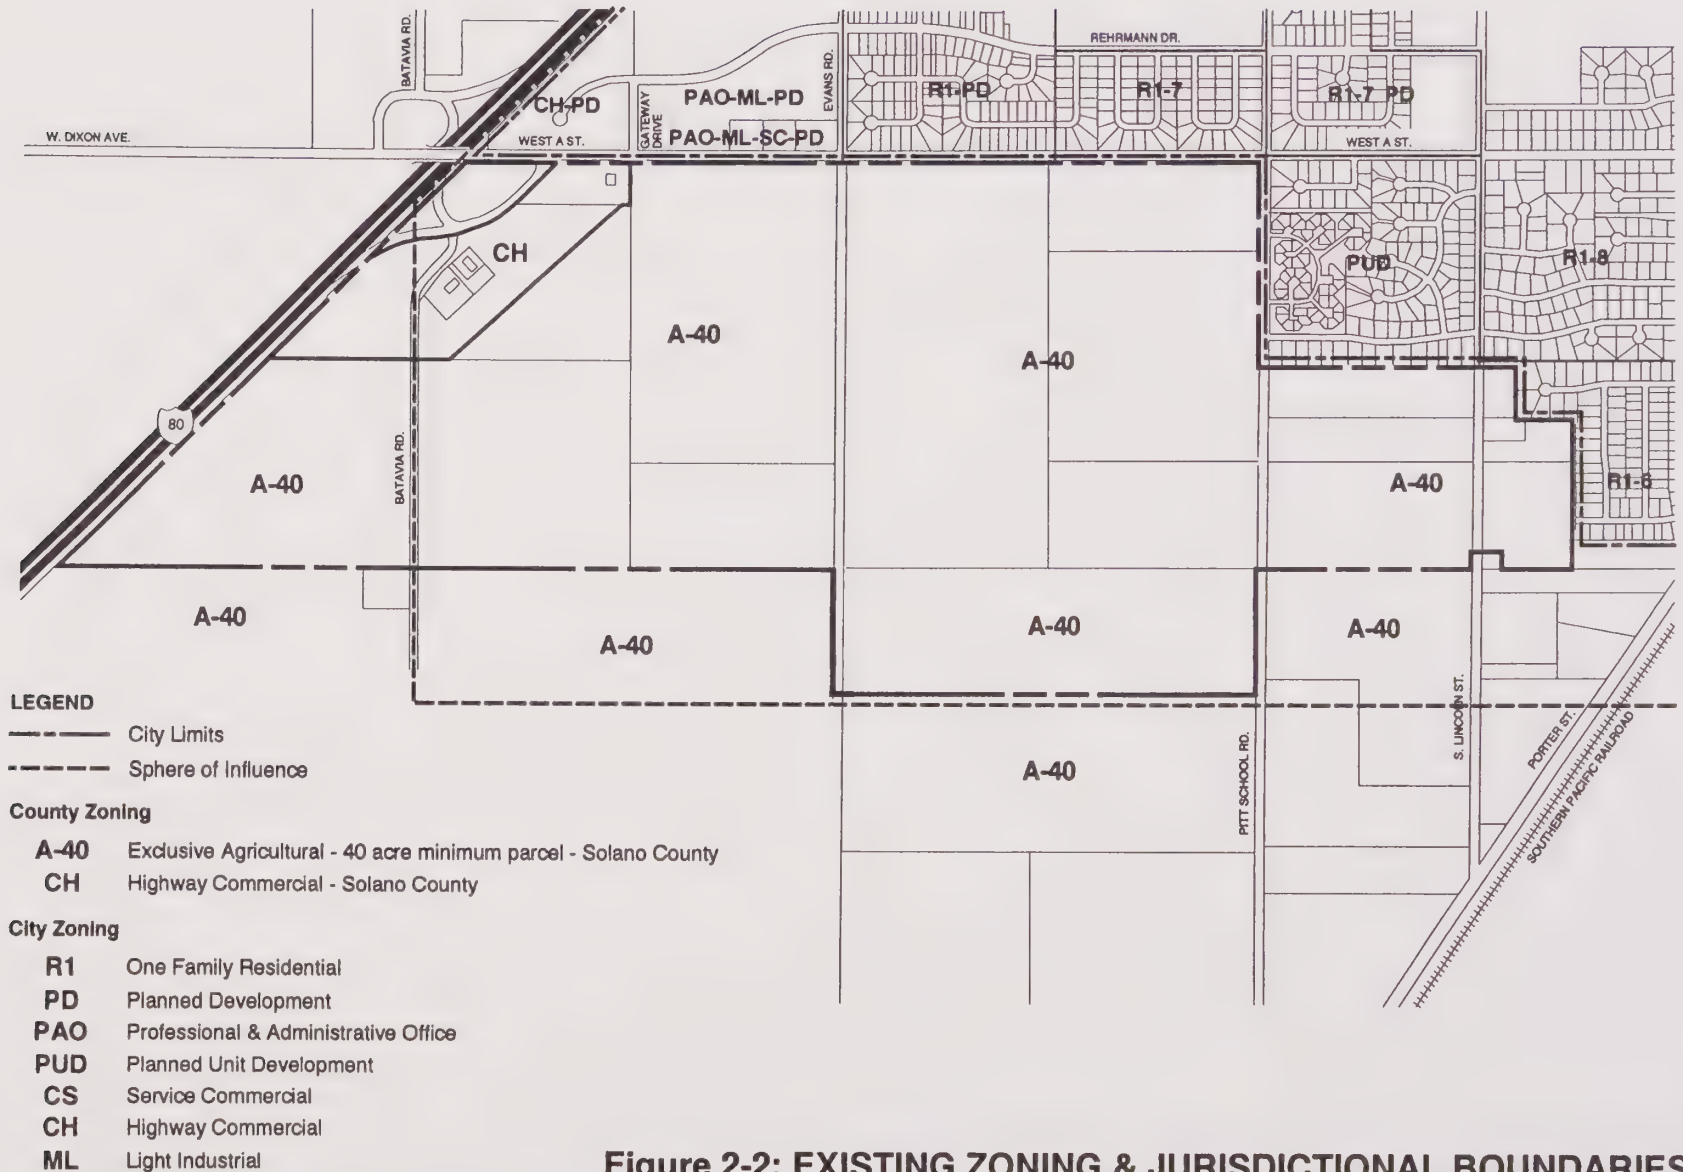 REHRMANN DR.
BATAVIA RD.
EVANS RD.
CH-PD
PAO-ML-PD
R1-PD
R1-7
R1-7 PD
GATEWAY
DRIVE
W. DIXON AVE.
WEST A ST.
PAO-ML-SC-PD
WEST A ST.
CH
PUD
R1-8
A-40
A-40
80
BATAVIA RD.
A-40
A-40
R1-6
A-40
A-40
A-40
A-40
S. LINCOLN ST.
PORTER ST.
SOUTHERN PACIFIC RAILROAD
PITT SCHOOL RD.
A-40
LEGEND
City Limits
Sphere of Influence
County Zoning
A-40 Exclusive Agricultural - 40 acre minimum parcel - Solano County
CH Highway Commercial - Solano County
City Zoning
R1 One Family Residential
PD Planned Development
PAO Professional & Administrative Office
PUD Planned Unit Development
CS Service Commercial
CH Highway Commercial
ML Light Industrial
Figure 2-2: EXISTING ZONING & JURISDICTIONAL BOUNDARIES